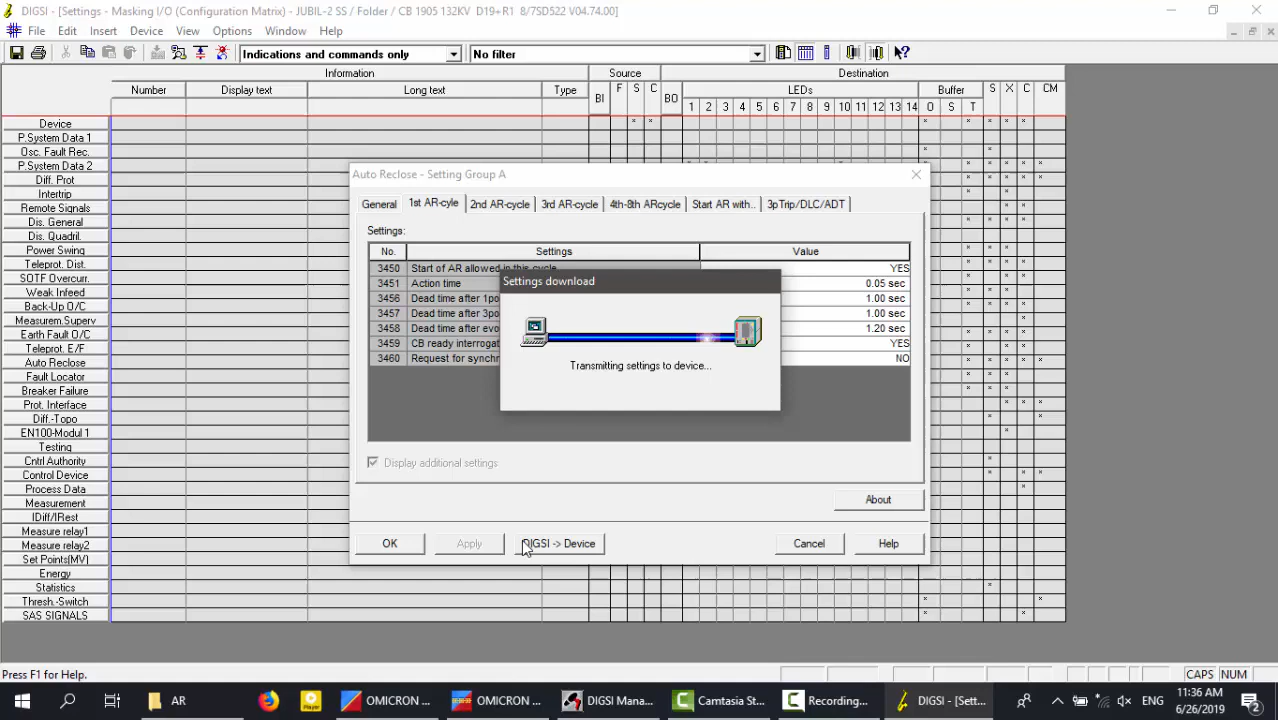 DIGSI - [Settings - Masking I/O (Configuration Matrix) - JUBIL-2 SS / Folder / CB 1905 132KV D19+R1 8/7SD522 V04.74.00]
File Edit Insert Device View Options Window Help
Indications and commands only No filter
Information Source Destination
Number Display text Long text Type BI F S C BO LEDs Buffer S X C CM
1 2 3 4 5 6 7 8 9 10 11 12 13 14 O S T
Device
P.System Data 1
Osc. Fault Rec.
P.System Data 2
Diff. Prot
Intertrip
Remote Signals
Dis. General
Dis. Quadril.
Power Swing
Teleprot. Dist.
SOTF Overcurr.
Weak Infeed
Back-Up O/C
Measurem.Superv
Earth Fault O/C
Teleprot. E/F
Auto Reclose
Fault Locator
Breaker Failure
Prot. Interface
Diff.-Topo
EN100-Modul 1
Testing
Cntrl Authority
Control Device
Process Data
Measurement
IDiff/IRest
Measure relay1
Measure relay2
Set Points(MV)
Energy
Statistics
Thresh.-Switch
SAS SIGNALS
Auto Reclose - Setting Group A
General 1st AR-cyle 2nd AR-cycle 3rd AR-cycle 4th-8th ARcycle Start AR with.. 3pTrip/DLC/ADT
Settings:
No. Settings Value
3450 Start of AR allowed in this cycle YES
3451 Action time 0.05 sec
3456 Dead time after 1po 1.00 sec
3457 Dead time after 3po 1.00 sec
3458 Dead time after evo 1.20 sec
3459 CB ready interrogat YES
3460 Request for synchr NO
Settings download
Transmitting settings to device...
Display additional settings
About
OK Apply DIGSI -> Device Cancel Help
Press F1 for Help.
CAPS NUM
AR OMICRON ... OMICRON ... DIGSI Mana... Camtasia St... Recording... DIGSI - [Sett... ENG 11:36 AM
6/26/2019 2